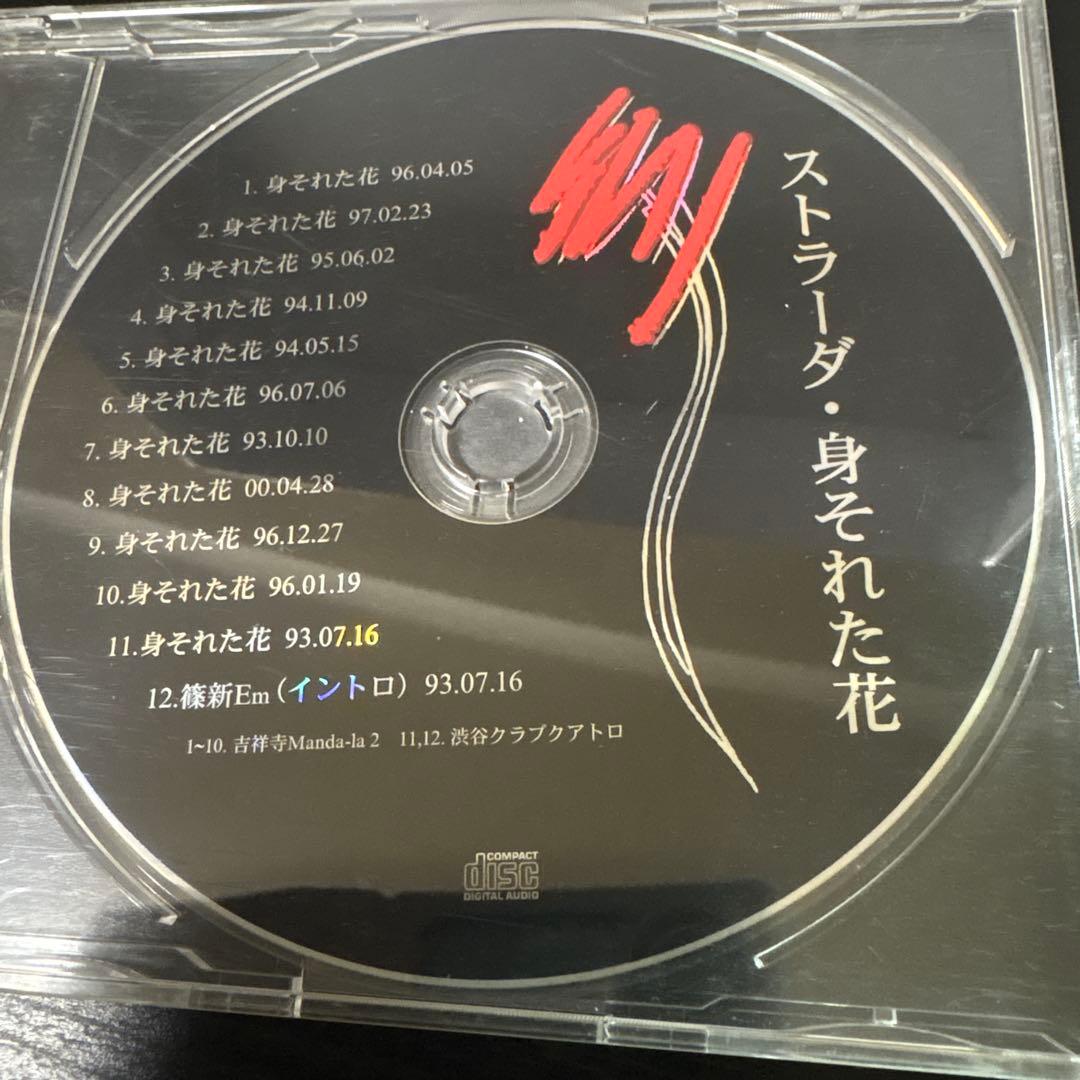 ストラーダ・身それた花
1. 身それた花 96.04.05
2. 身それた花 97.02.23
3. 身それた花 95.06.02
4. 身それた花 94.11.09
5. 身それた花 94.05.15
6. 身それた花 96.07.06
7. 身それた花 93.10.10
8. 身それた花 00.04.28
9. 身それた花 96.12.27
10.身それた花 96.01.19
11.身それた花 93.07.16
12.篠新Em(イントロ) 93.07.16
1~10. 吉祥寺Manda-la 2 11,12. 渋谷クラブクアトロ
COMPACT
disc
DIGITAL AUDIO